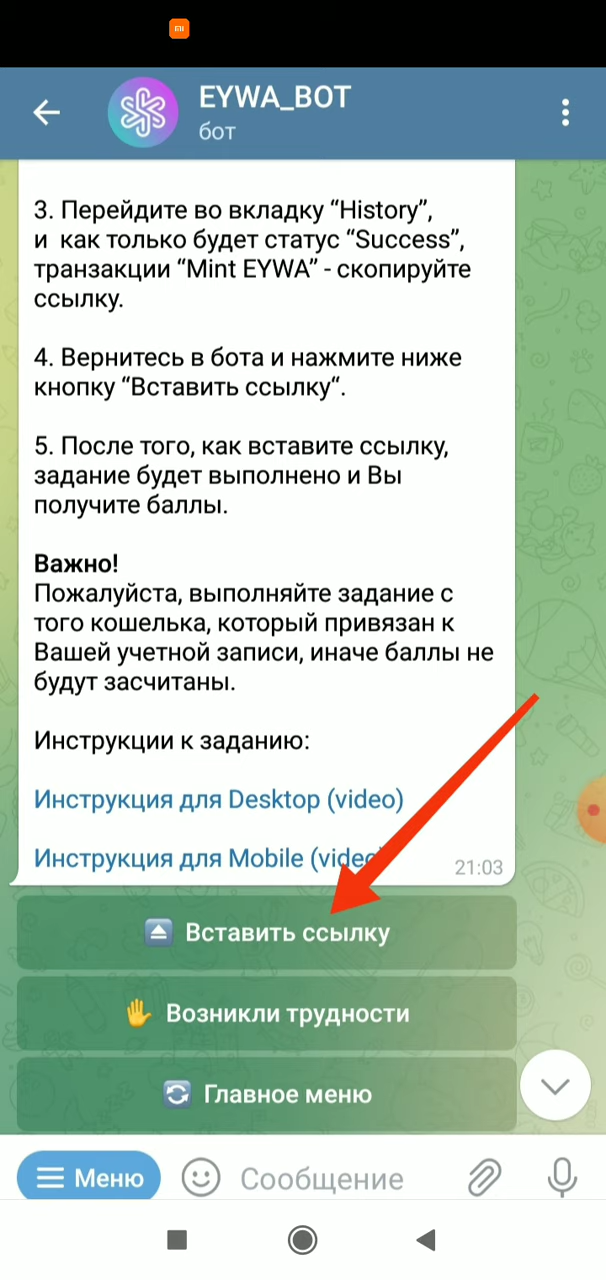 EYWA_BOT
бот
3. Перейдите во вкладку “History”,
и  как только будет статус “Success”,
транзакции “Mint EYWA” - скопируйте
ссылку.
4. Вернитесь в бота и нажмите ниже
кнопку “Вставить ссылку“.
5. После того, как вставите ссылку,
задание будет выполнено и Вы
получите баллы.
Важно!
Пожалуйста, выполняйте задание с
того кошелька, который привязан к
Вашей учетной записи, иначе баллы не
будут засчитаны.
Инструкции к заданию:
Инструкция для Desktop (video)
Инструкция для Mobile (video
21:03
Вставить ссылку
Возникли трудности
Главное меню
Меню
Сообщение